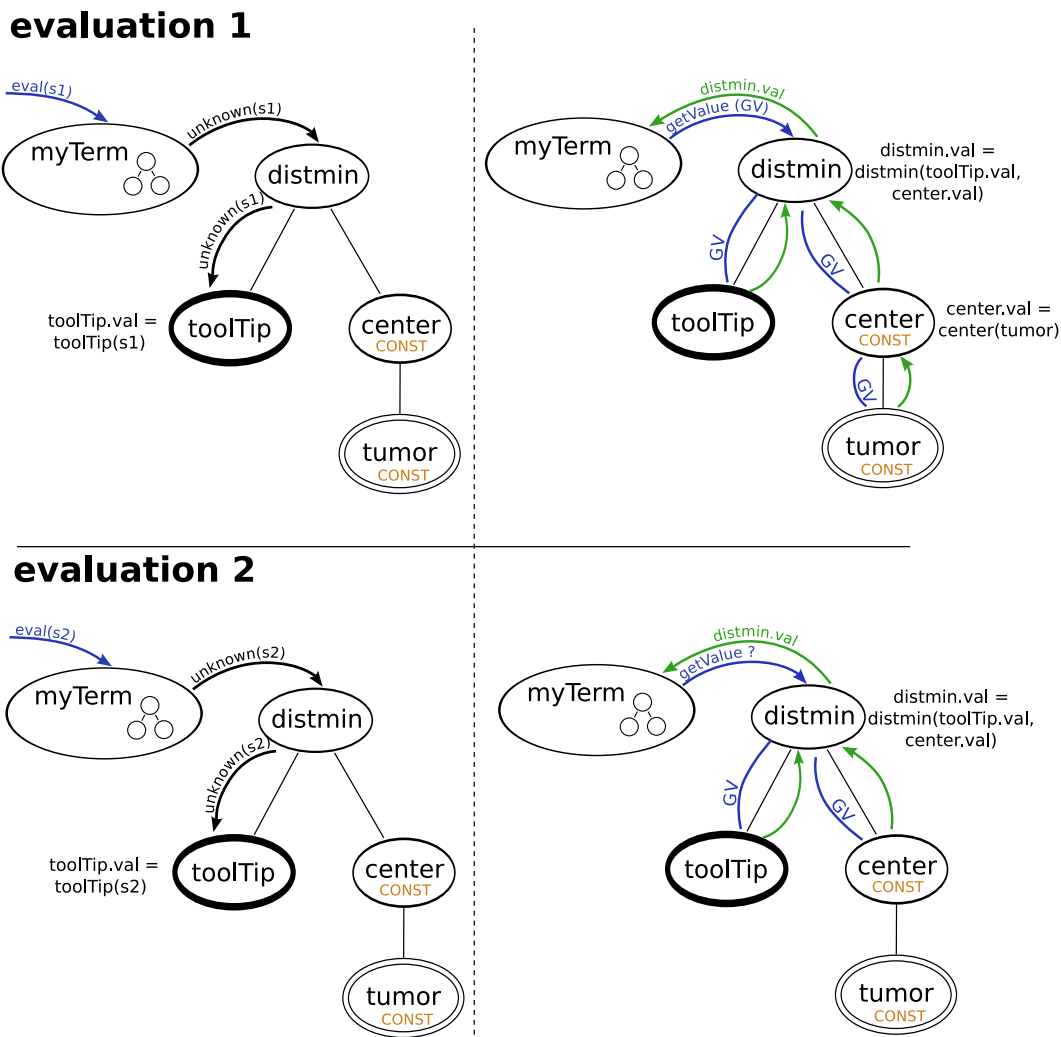 evaluation 1
eval(s1)
unknown(s1)
myTerm
distmin
unknown(s1)
toolTip.val =
toolTip(s1)
toolTip
center
CONST
tumor
CONST
distmin.val
getValue (GV)
myTerm
distmin
distmin.val =
distmin(toolTip.val,
center.val)
GV
GV
toolTip
center
CONST
center.val =
center(tumor)
GV
tumor
CONST
evaluation 2
eval(s2)
unknown(s2)
myTerm
distmin
unknown(s2)
toolTip.val =
toolTip(s2)
toolTip
center
CONST
tumor
CONST
distmin.val
getValue ?
myTerm
distmin
distmin.val =
distmin(toolTip.val,
center.val)
GV
GV
toolTip
center
CONST
tumor
CONST